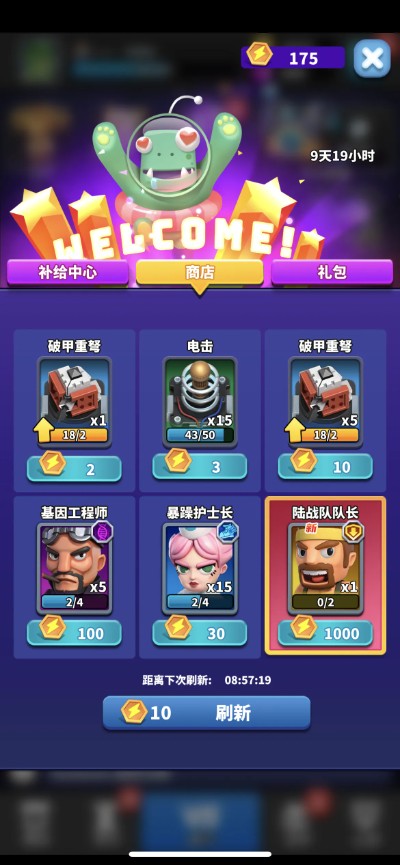 175
9天19小时
WELCOME!
补给中心
商店
礼包
破甲重弩
x1
18/2
2
电击
x15
43/50
3
破甲重弩
x5
18/2
10
基因工程师
x5
2/4
100
暴躁护士长
x15
2/4
30
陆战队队长
新
x1
0/2
1000
距离下次刷新: 08:57:19
10 刷新